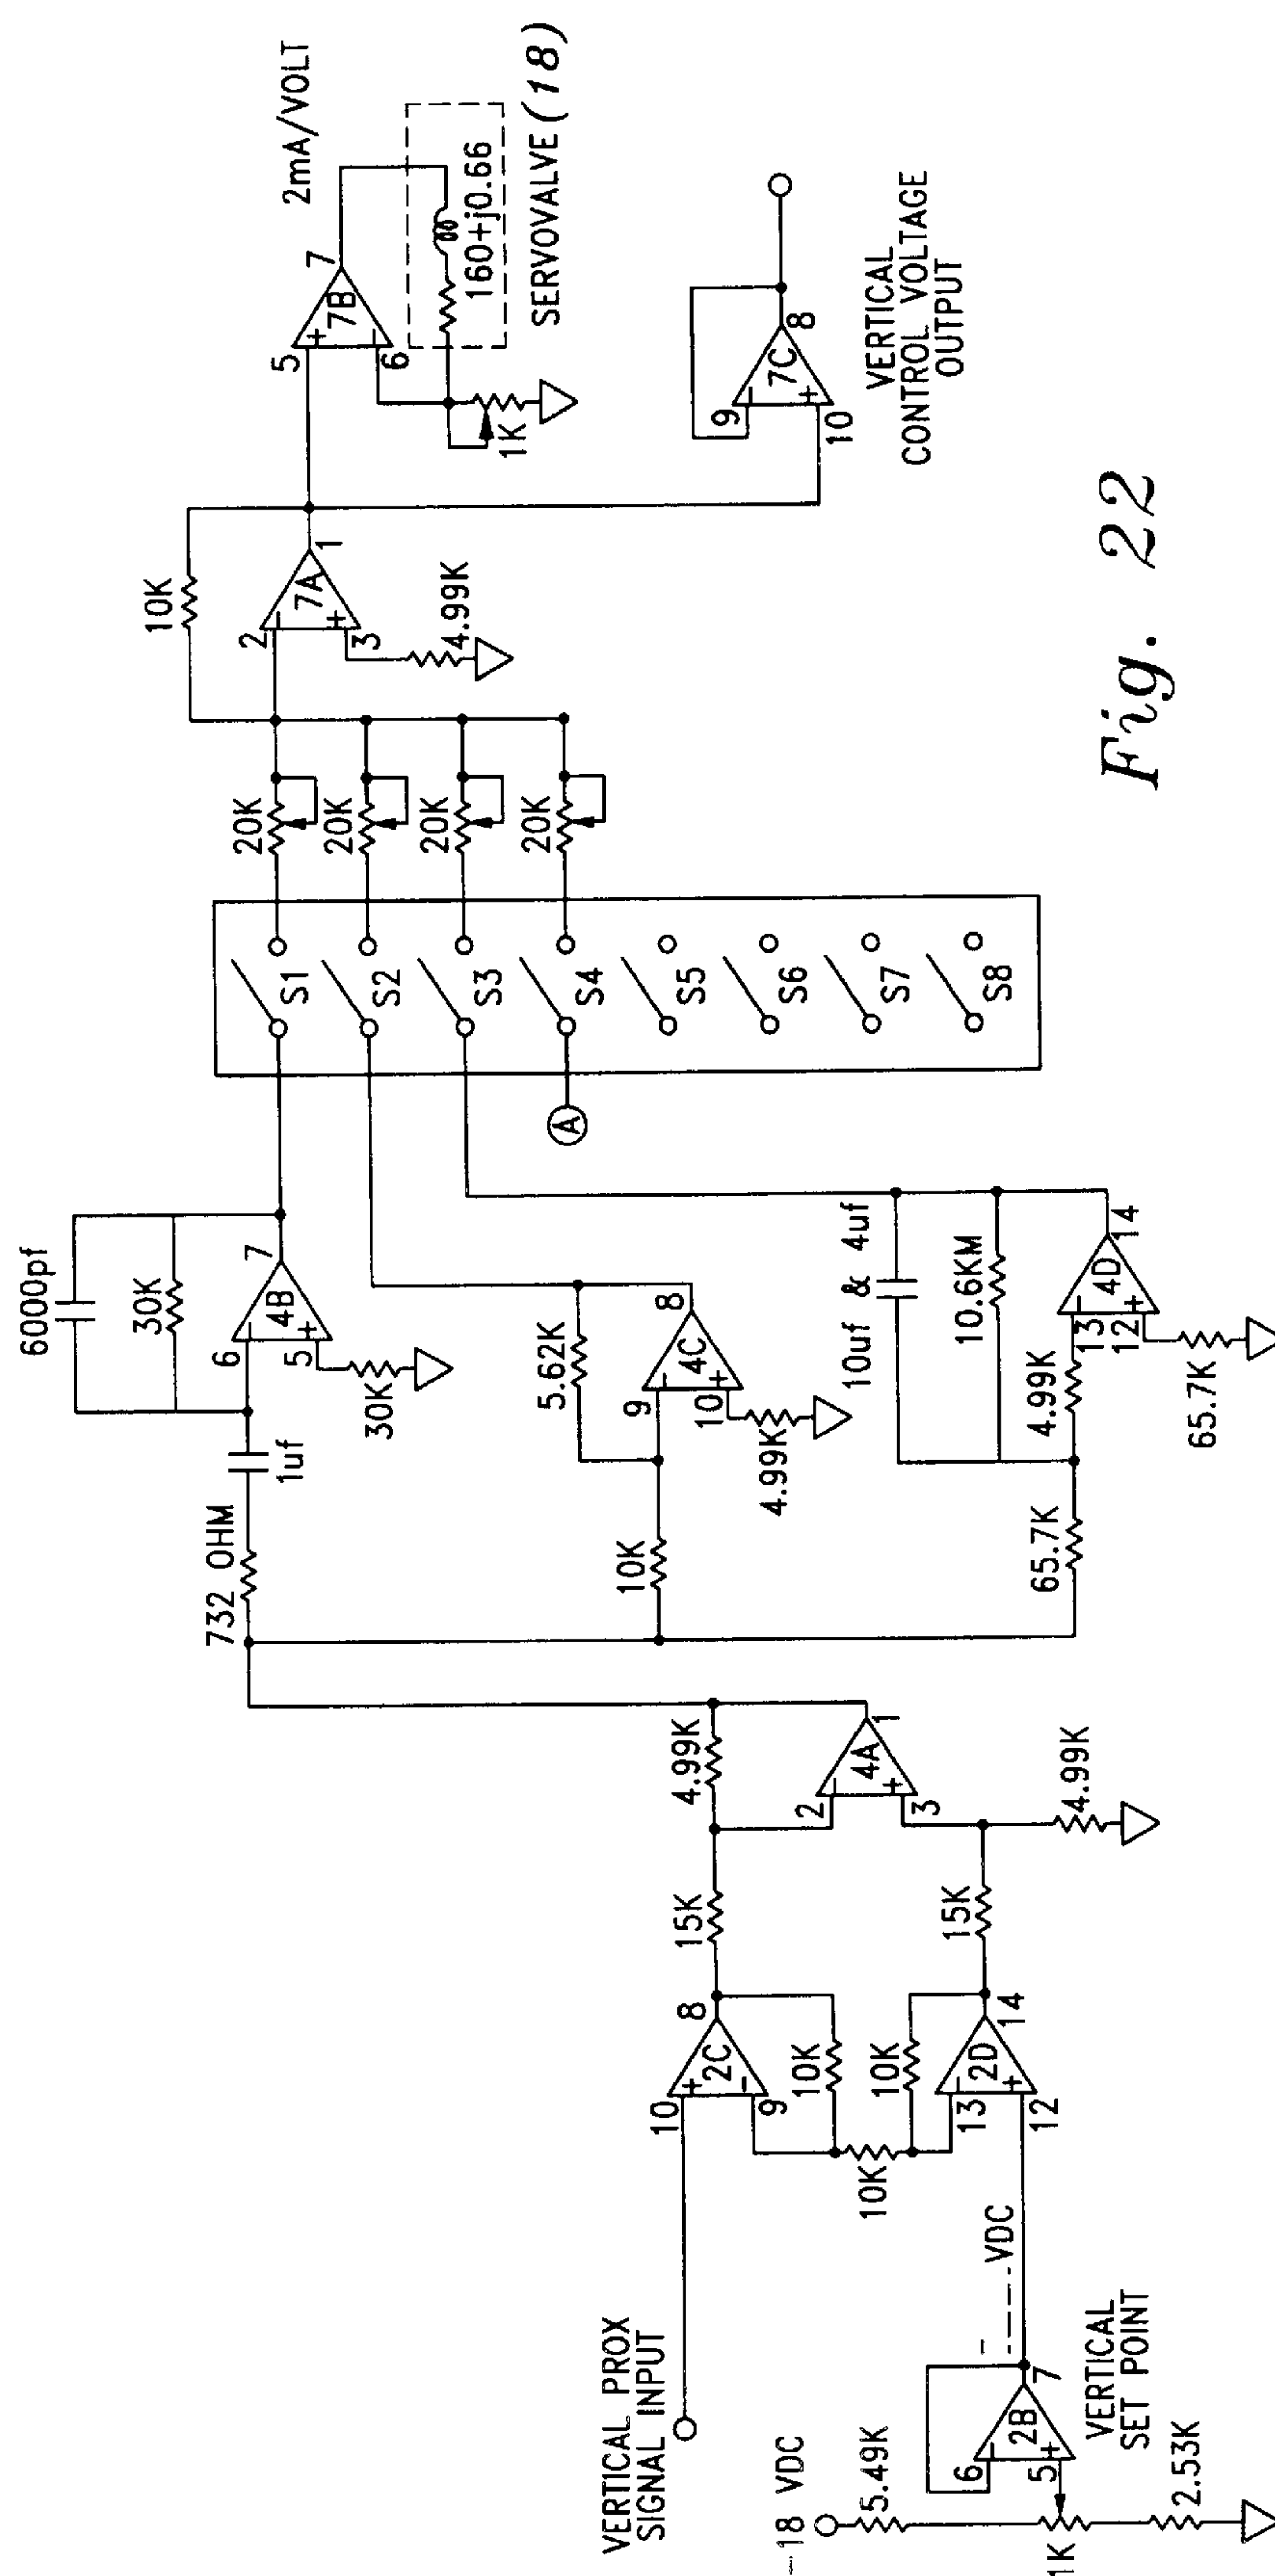 VERTICAL PROX
SIGNAL INPUT
-18 VDC
5.49K
1K
2.53K
6
5
2B
7
+
−
VERTICAL
SET POINT
– ---- VDC
10
9
2C
8
+
-
10K
10K
10K
13
12
2D
14
−
+
15K
15K
4.99K
2
3
4A
1
−
+
4.99K
732 OHM
1uf
6000pf
30K
6
5
4B
7
−
+
30K
10K
5.62K
9
10
4C
8
−
+
4.99K
65.7K
10uf & 4uf
10.6KM
4.99K
13
12
4D
14
−
+
65.7K
A
S1
S2
S3
S4
S5
S6
S7
S8
20K
20K
20K
20K
10K
2
3
7A
1
−
+
4.99K
5
6
7B
7
+
−
2mA/VOLT
160+j0.66
SERVOVALVE (18)
1K
9
10
7C
8
−
+
VERTICAL
CONTROL VOLTAGE
OUTPUT
Fig. 22